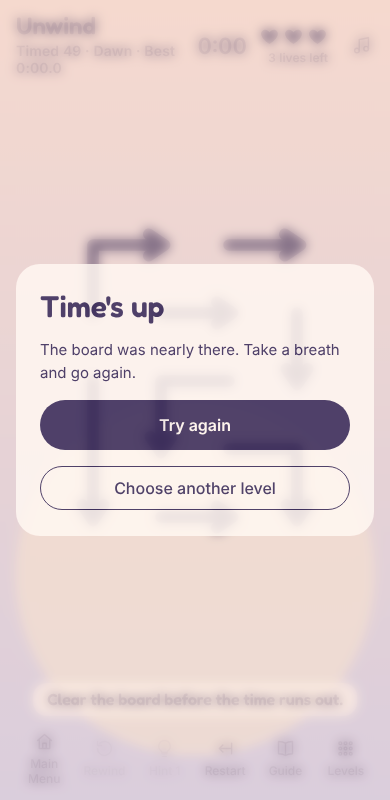 Unwind
Timed 49 · Dawn · Best
0:00.0
0:00
3 lives left
Time's up
The board was nearly there. Take a breath
and go again.
Try again
Choose another level
Clear the board before the time runs out.
Main
Menu
Restart
Guide
Levels